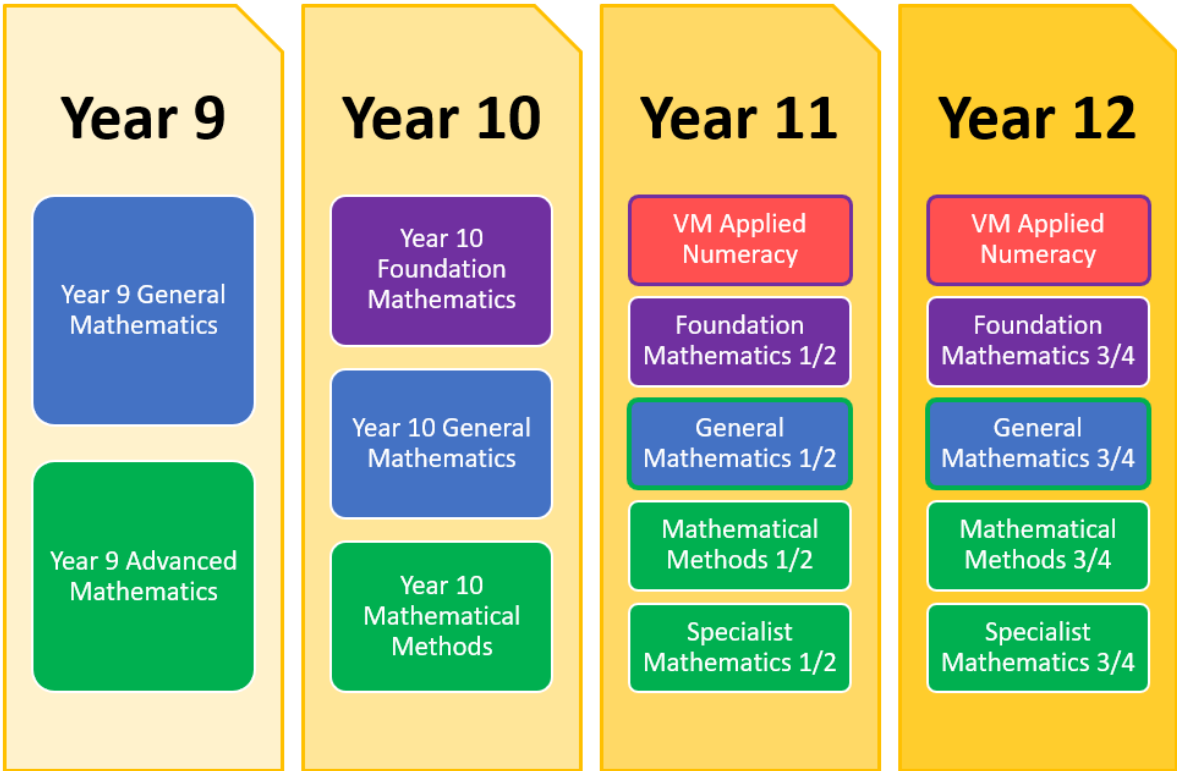 Year 9
Year 9 General
Mathematics
Year 9 Advanced
Mathematics
Year 10
Year 10
Foundation
Mathematics
Year 10 General
Mathematics
Year 10
Mathematical
Methods
Year 11
VM Applied
Numeracy
Foundation
Mathematics 1/2
General
Mathematics 1/2
Mathematical
Methods 1/2
Specialist
Mathematics 1/2
Year 12
VM Applied
Numeracy
Foundation
Mathematics 3/4
General
Mathematics 3/4
Mathematical
Methods 3/4
Specialist
Mathematics 3/4